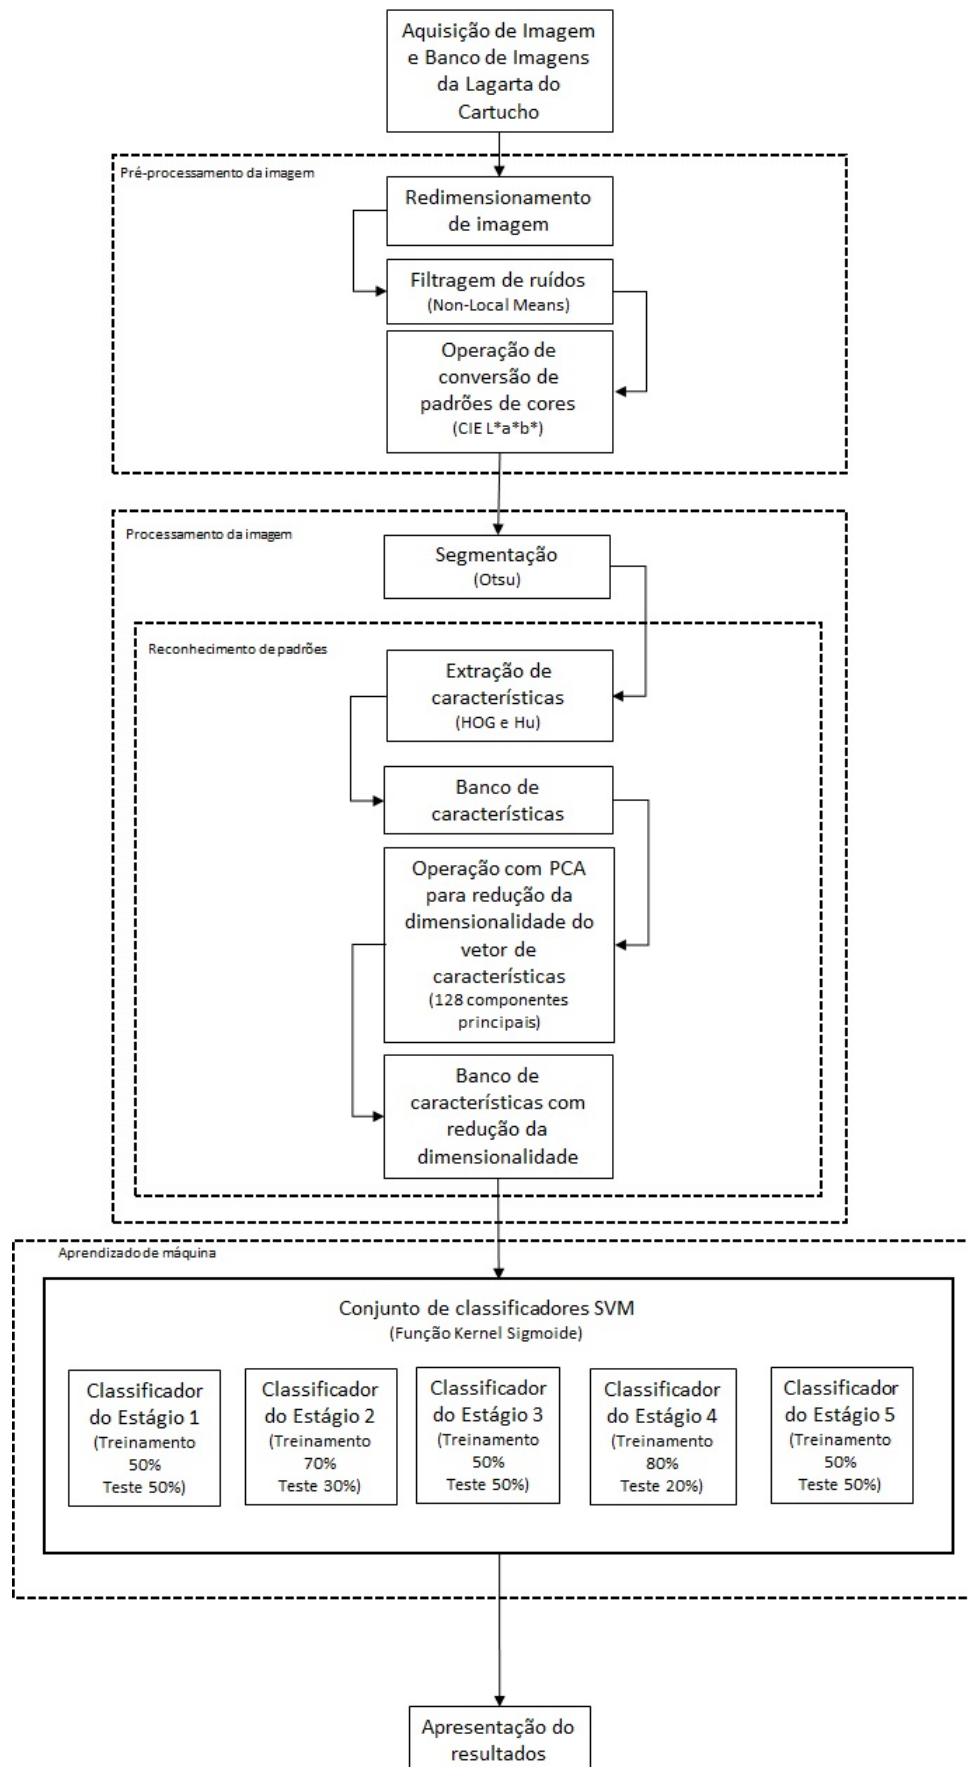 Aquisição de Imagem
e Banco de Imagens
da Lagarta do
Cartucho
Pré-processamento da imagem
Redimensionamento
de imagem
Filtragem de ruídos
(Non-Local Means)
Operação de
conversão de
padrões de cores
(CIE L*a*b*)
Processamento da imagem
Segmentação
(Otsu)
Reconhecimento de padrões
Extração de
características
(HOG e Hu)
Banco de
características
Operação com PCA
para redução da
dimensionalidade do
vetor de
características
(128 componentes
principais)
Banco de
características com
redução da
dimensionalidade
Aprendizado de máquina
Conjunto de classificadores SVM
(Função Kernel Sigmoide)
Classificador
do Estágio 1
(Treinamento
50%
Teste 50%)
Classificador
do Estágio 2
(Treinamento
70%
Teste 30%)
Classificador
do Estágio 3
(Treinamento
50%
Teste 50%)
Classificador
do Estágio 4
(Treinamento
80%
Teste 20%)
Classificador
do Estágio 5
(Treinamento
50%
Teste 50%)
Apresentação do
resultados